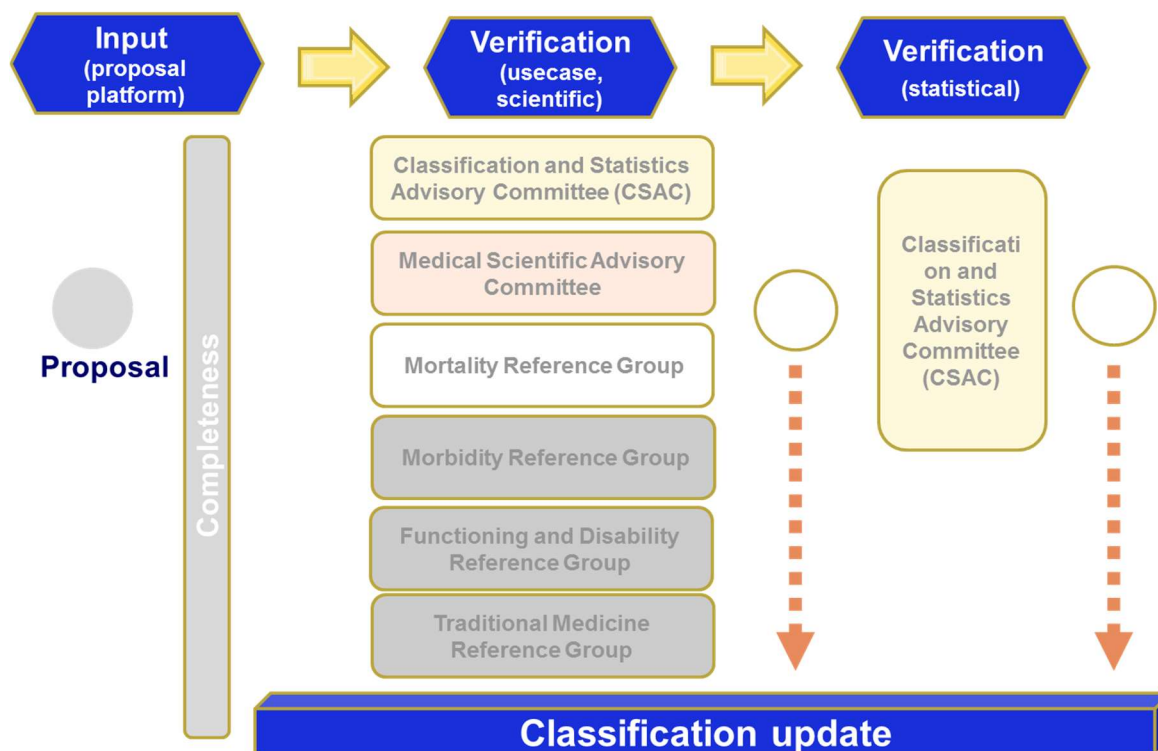 Input
(proposal
platform)
Verification
(usecase,
scientific)
Verification
(statistical)
Proposal
Completeness
Classification and Statistics
Advisory Committee (CSAC)
Medical Scientific Advisory
Committee
Mortality Reference Group
Morbidity Reference Group
Functioning and Disability
Reference Group
Traditional Medicine
Reference Group
Classificati
on and
Statistics
Advisory
Committee
(CSAC)
Classification update